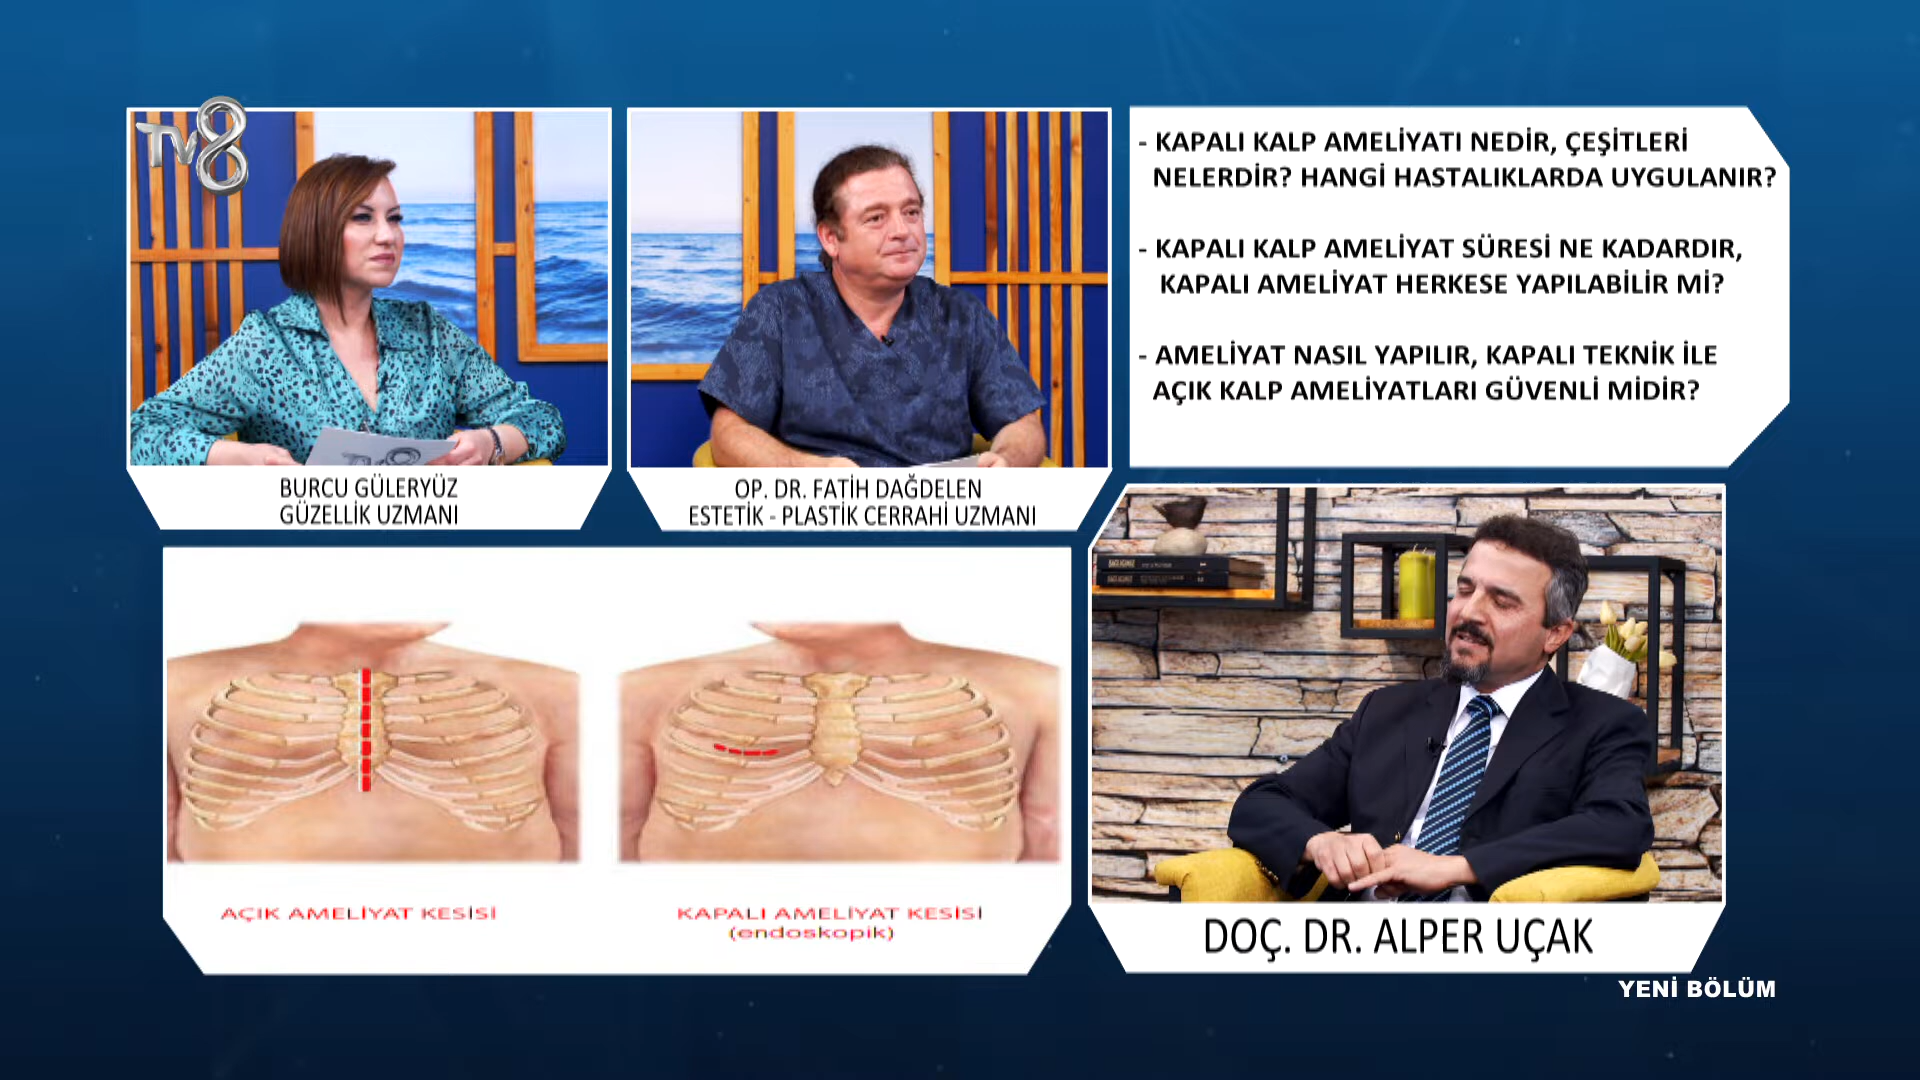 TV8
- KAPALI KALP AMELİYATI NEDİR, ÇEŞİTLERİ
NELERDİR? HANGİ HASTALIKLARDA UYGULANIR?
- KAPALI KALP AMELİYAT SÜRESİ NE KADARDIR,
KAPALI AMELİYAT HERKESE YAPILABİLİR Mİ?
- AMELİYAT NASIL YAPILIR, KAPALI TEKNİK İLE
AÇIK KALP AMELİYATLARI GÜVENLİ MİDİR?
TV8
BURCU GÜLERYÜZ
GÜZELLİK UZMANI
OP. DR. FATİH DAĞDELEN
ESTETİK - PLASTİK CERRAHİ UZMANI
AÇIK AMELİYAT KESİSİ
KAPALI AMELİYAT KESİSİ
(endoskopik)
DOÇ. DR. ALPER UÇAK
YENİ BÖLÜM